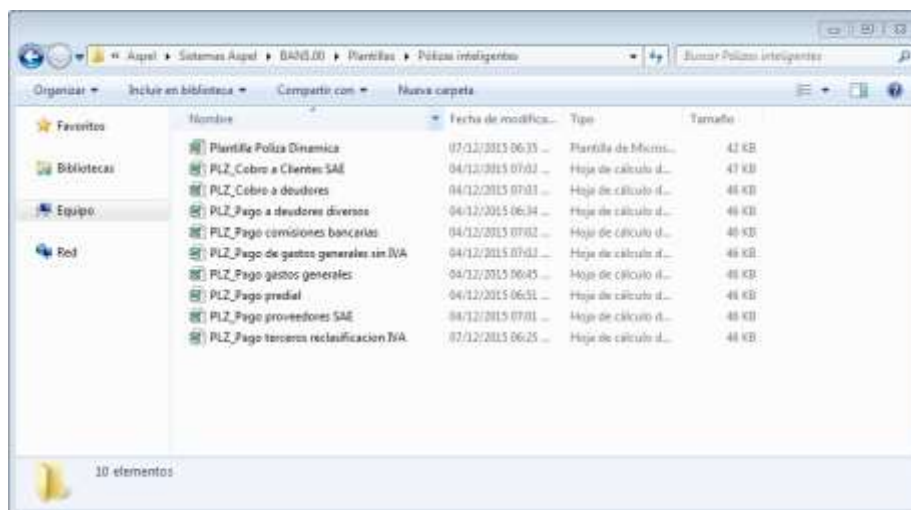 « Aspel ▸ Sistemas Aspel ▸ BAN5.00 ▸ Plantillas ▸ Pólizas inteligentes
Buscar Pólizas inteligentes
Organizar Incluir en biblioteca Compartir con Nueva carpeta
Nombre Fecha de modifica... Tipo Tamaño
Favoritos
Bibliotecas
Equipo
Red
Plantilla Poliza Dinamica 07/12/2015 06:35 ... Plantilla de Micros... 42 KB
PLZ_Cobro a Clientes SAE 04/12/2015 07:02 ... Hoja de cálculo d... 47 KB
PLZ_Cobro a deudores 04/12/2015 07:03 ... Hoja de cálculo d... 46 KB
PLZ_Pago a deudores diversos 04/12/2015 06:34 ... Hoja de cálculo d... 46 KB
PLZ_Pago comisiones bancarias 04/12/2015 07:02 ... Hoja de cálculo d... 46 KB
PLZ_Pago de gastos generales sin IVA 04/12/2015 07:02 ... Hoja de cálculo d... 46 KB
PLZ_Pago gastos generales 04/12/2015 06:45 ... Hoja de cálculo d... 46 KB
PLZ_Pago predial 04/12/2015 06:51 ... Hoja de cálculo d... 46 KB
PLZ_Pago proveedores SAE 04/12/2015 07:01 ... Hoja de cálculo d... 46 KB
PLZ_Pago terceros reclasificacion IVA 07/12/2015 06:25 ... Hoja de cálculo d... 46 KB
10 elementos